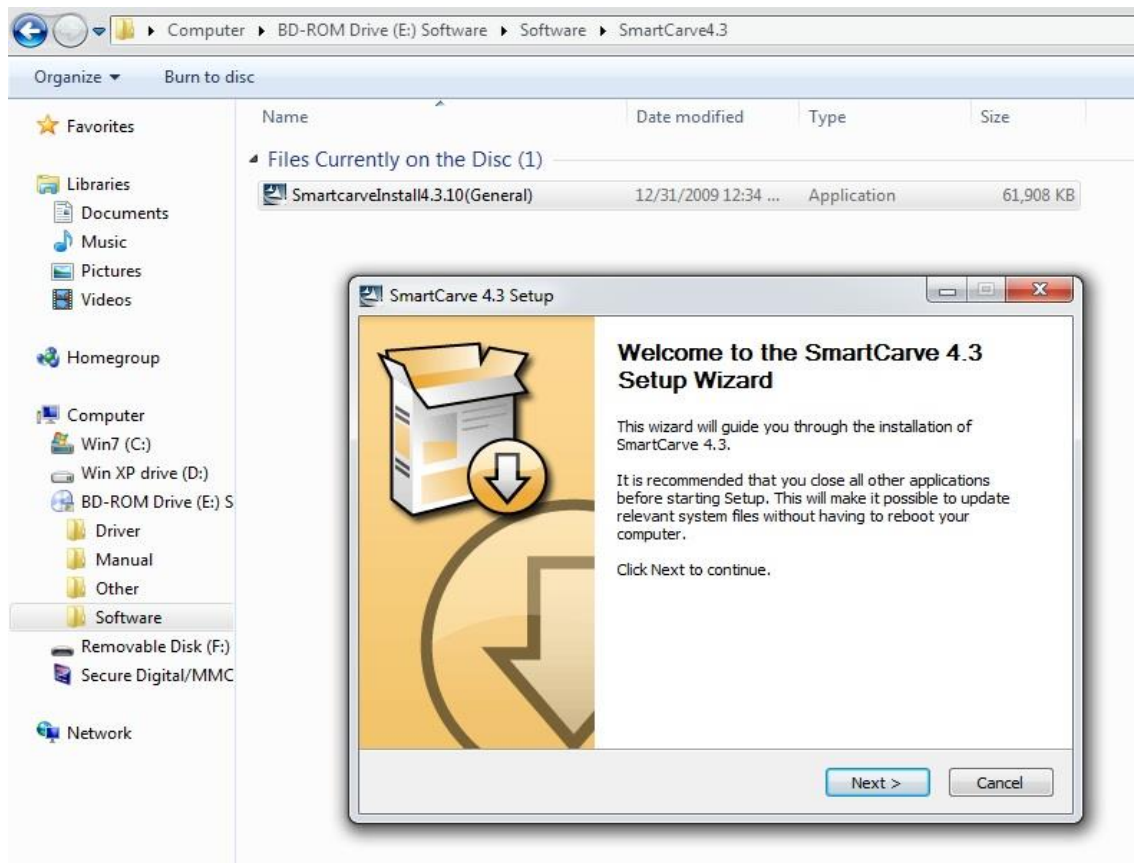 Computer ▸ BD-ROM Drive (E:) Software ▸ Software ▸ SmartCarve4.3
Organize Burn to disc
Favorites
Libraries
Documents
Music
Pictures
Videos
Homegroup
Computer
Win7 (C:)
Win XP drive (D:)
BD-ROM Drive (E:) S
Driver
Manual
Other
Software
Removable Disk (F:)
Secure Digital/MMC
Network
Name Date modified Type Size
Files Currently on the Disc (1)
SmartcarveInstall4.3.10(General) 12/31/2009 12:34 ... Application 61,908 KB
SmartCarve 4.3 Setup
Welcome to the SmartCarve 4.3
Setup Wizard
This wizard will guide you through the installation of
SmartCarve 4.3.
It is recommended that you close all other applications
before starting Setup. This will make it possible to update
relevant system files without having to reboot your
computer.
Click Next to continue.
Next > Cancel